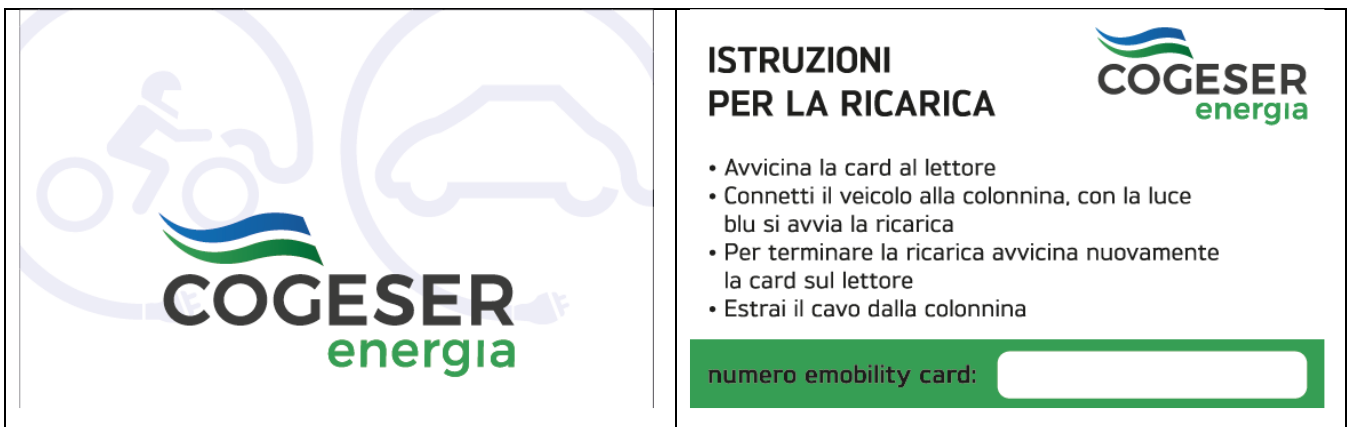 COGESER
energia
ISTRUZIONI
PER LA RICARICA
COGESER
energia
• Avvicina la card al lettore
• Connetti il veicolo alla colonnina, con la luce
blu si avvia la ricarica
• Per terminare la ricarica avvicina nuovamente
la card sul lettore
• Estrai il cavo dalla colonnina
numero emobility card: